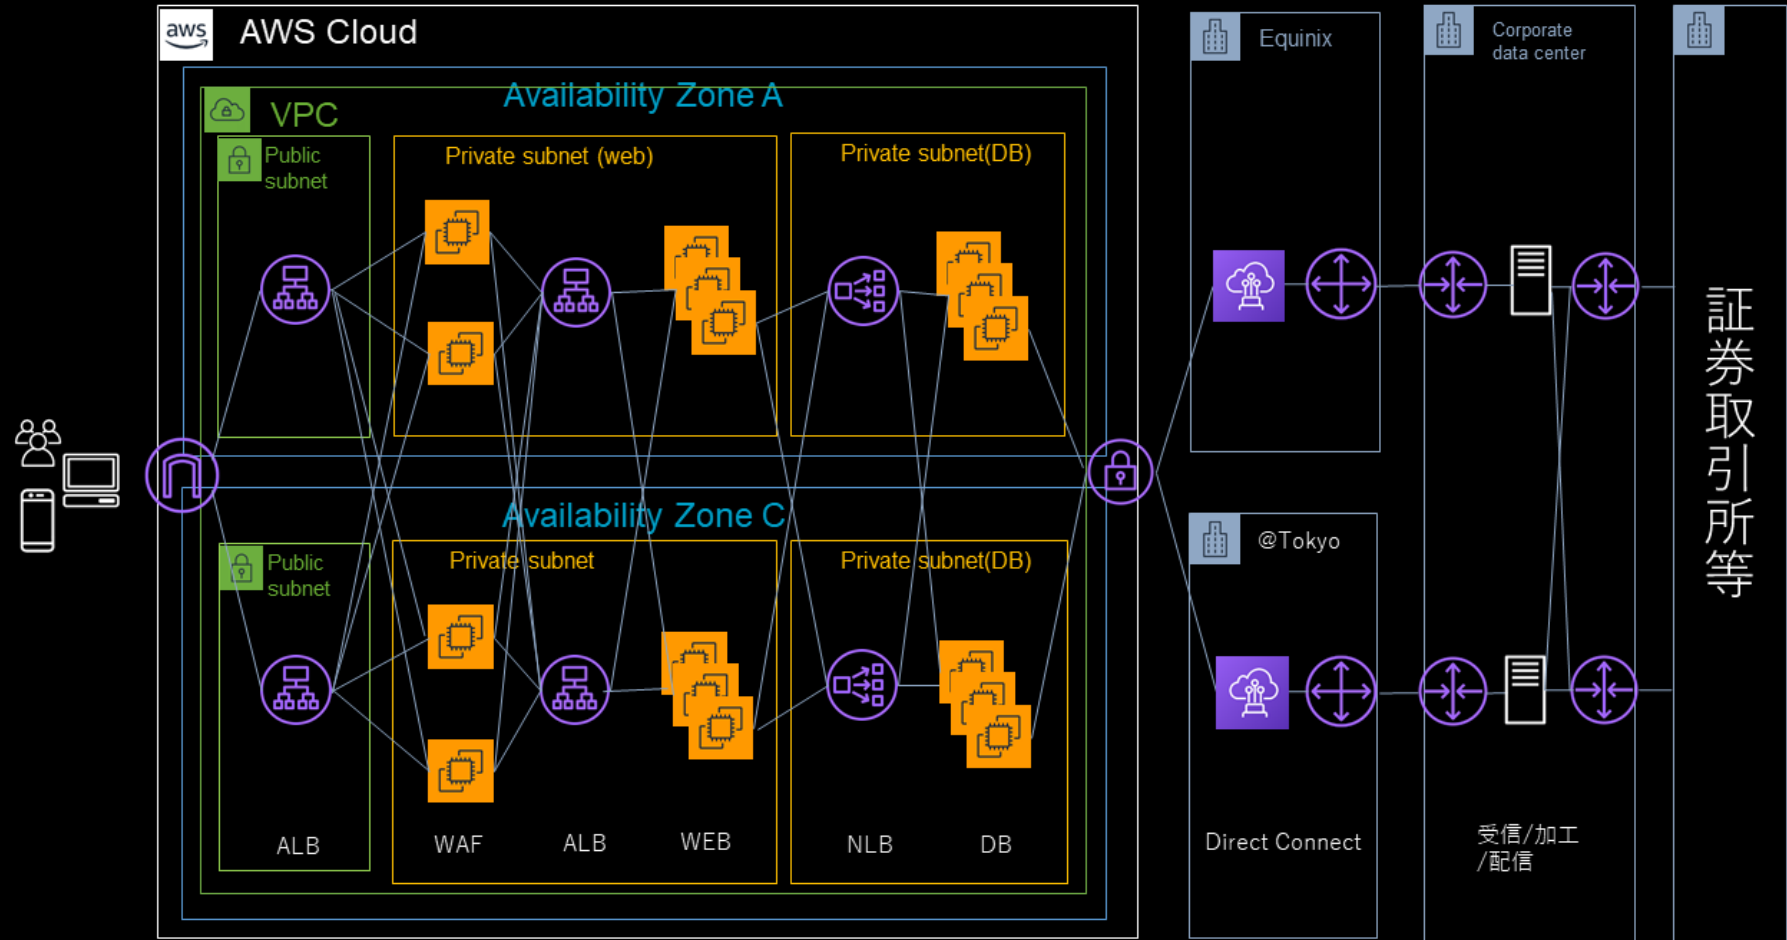 aws
AWS Cloud
Availability Zone A
VPC
Public
subnet
Private subnet (web)
Private subnet(DB)
Availability Zone C
Public
subnet
Private subnet
Private subnet(DB)
ALB
WAF
ALB
WEB
NLB
DB
Equinix
@Tokyo
Direct Connect
Corporate
data center
受信/加工
/配信
証券取引所等